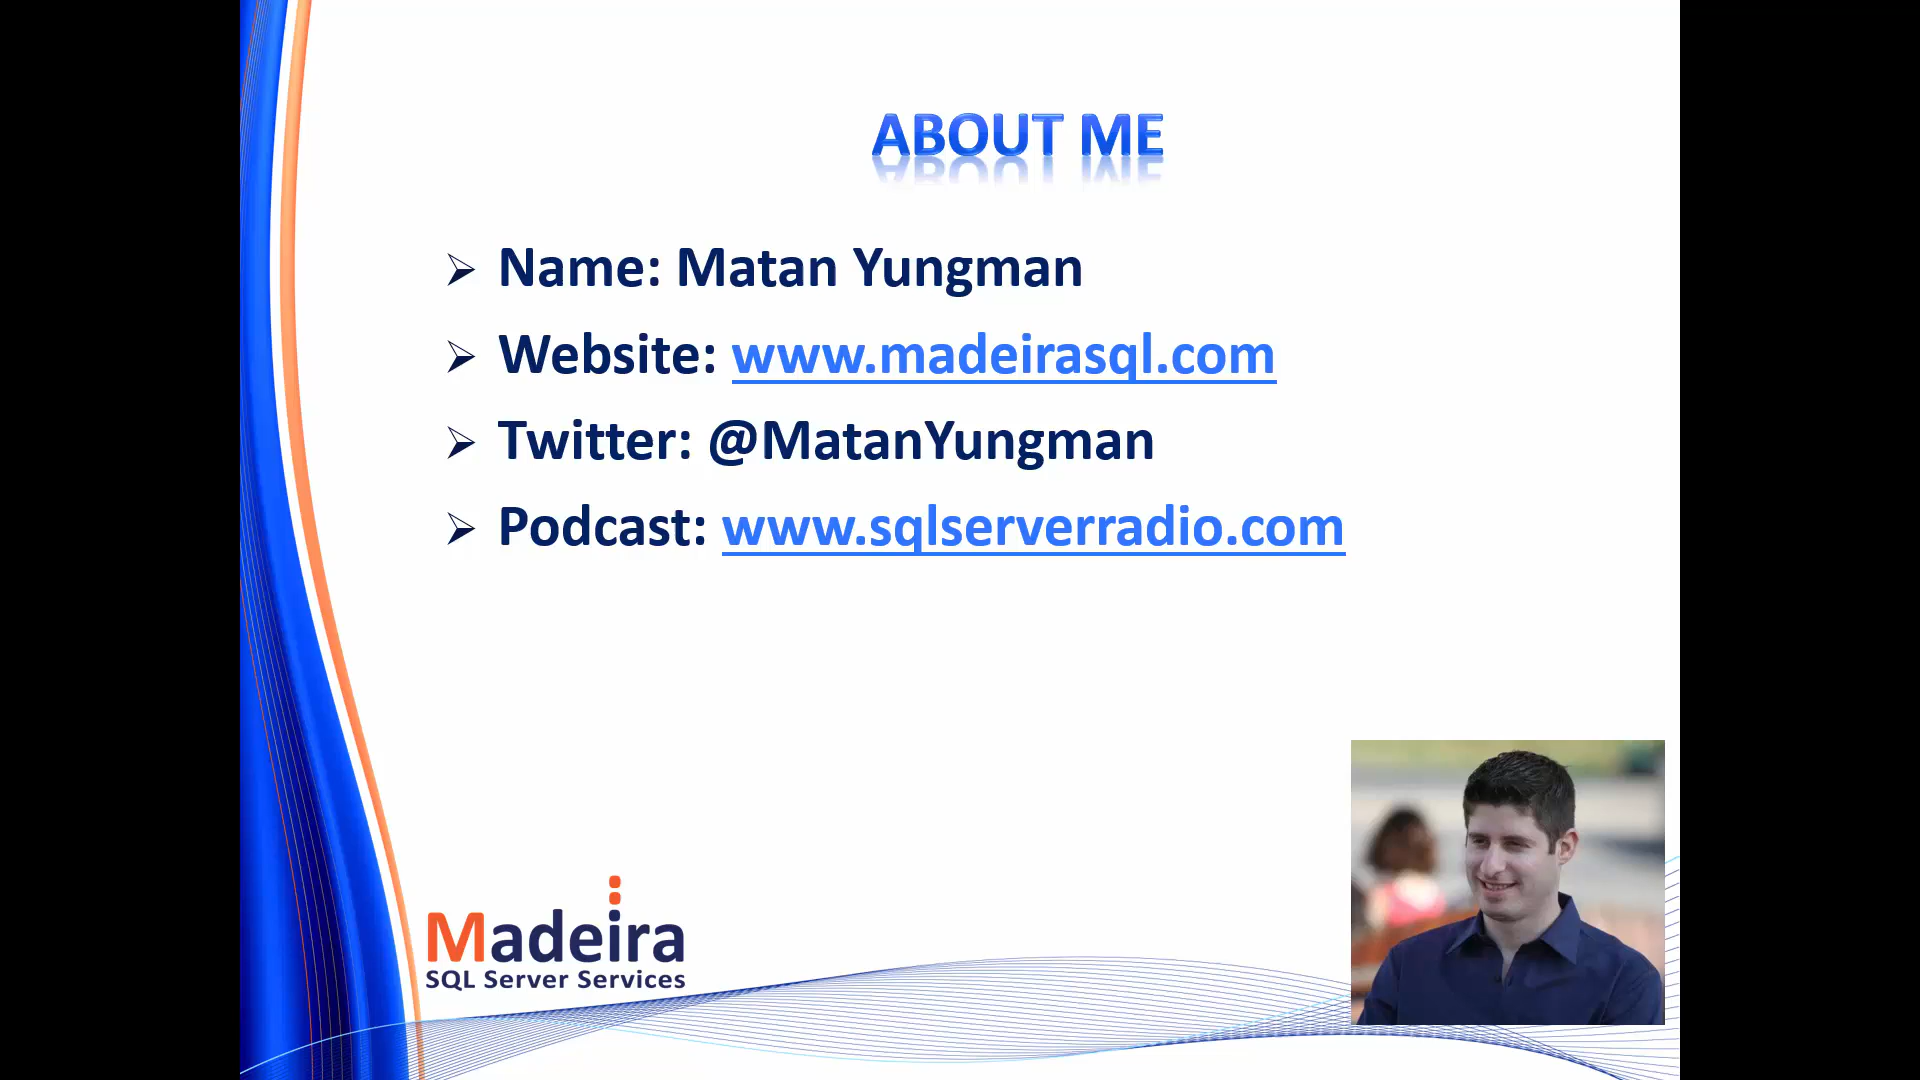 ABOUT ME
Name: Matan Yungman
Website: www.madeirasql.com
Twitter: @MatanYungman
Podcast: www.sqlserverradio.com
Madeira
SQL Server Services